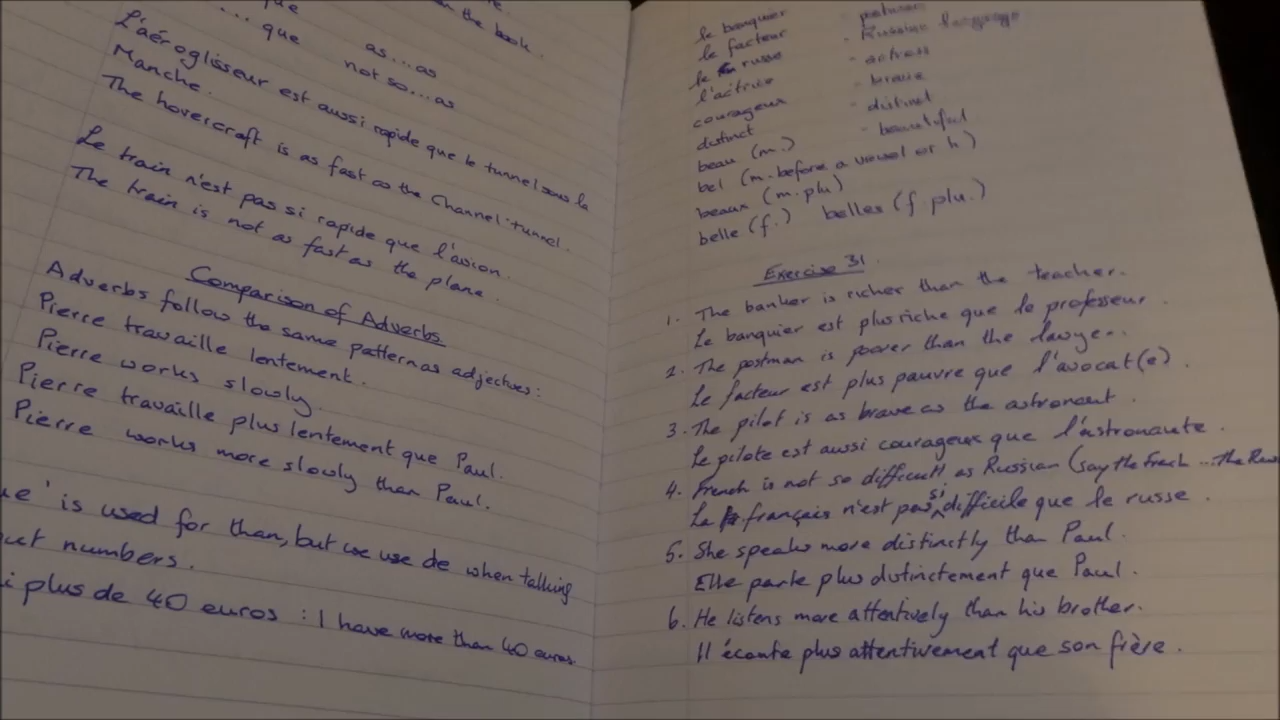 que
n the book.
... que
as...as
not so...as
L'aéroglisseur est aussi rapide que le tunnel sous la
Manche.
The hovercraft is as fast as the Channel tunnel.
Le train n'est pas si rapide que l'avion.
The train is not as fast as the plane.
Comparison of Adverbs
Adverbs follow the same pattern as adjectives:
Pierre travaille lentement.
Pierre works slowly.
Pierre travaille plus lentement que Paul.
Pierre works more slowly than Paul.
ue' is used for than, but we use de when talking
out numbers.
i plus de 40 euros : I have more than 40 euros.
le banquier
le facteur - postman
le russe - Russian language
l'actrice - actress
courageux - brave
distinct - distinct
beau (m.) - beautiful
bel (m. before a vowel or h)
beaux (m. plu)
belle (f.) belles (f. plu.)
Exercise 31
1. The banker is richer than the teacher.
Le banquier est plus riche que le professeur.
2. The postman is poorer than the lawyer.
Le facteur est plus pauvre que l'avocat(e).
3. The pilot is as brave as the astronaut.
Le pilote est aussi courageux que l'astronaute.
4. French is not so difficult as Russian (say the French ... the Rus
Le français n'est pas si difficile que le russe.
5. She speaks more distinctly than Paul.
Elle parle plus distinctement que Paul.
6. He listens more attentively than his brother.
Il écoute plus attentivement que son frère.